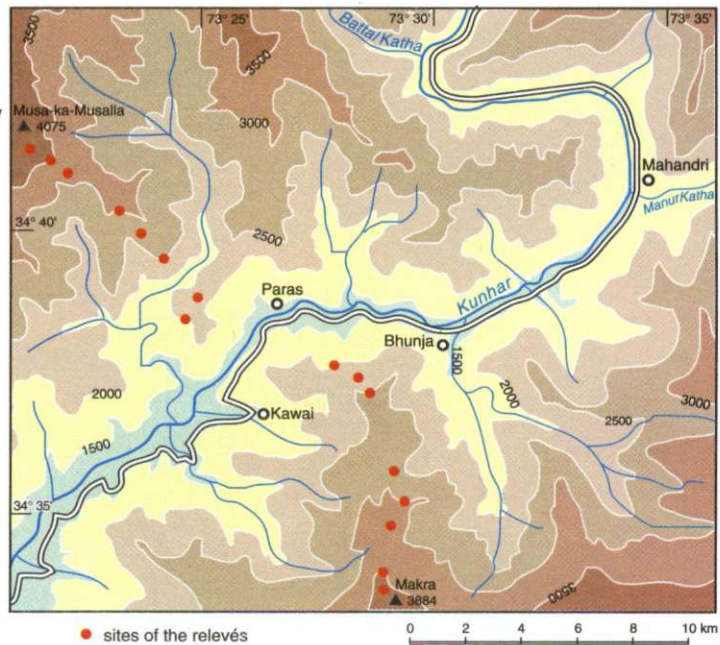 73° 25'
73° 30'
73° 35'
3500
Battal Katha
3500
Musa-ka-Musalla
4075
3000
Mahandri
Manur Katha
34° 40'
2500
Paras
Kunhar
Bhunja
1500
2000
2000
3000
Kawai
2500
1500
34° 35'
Makra
3884
3500
sites of the relevés
0 2 4 6 8 10 km